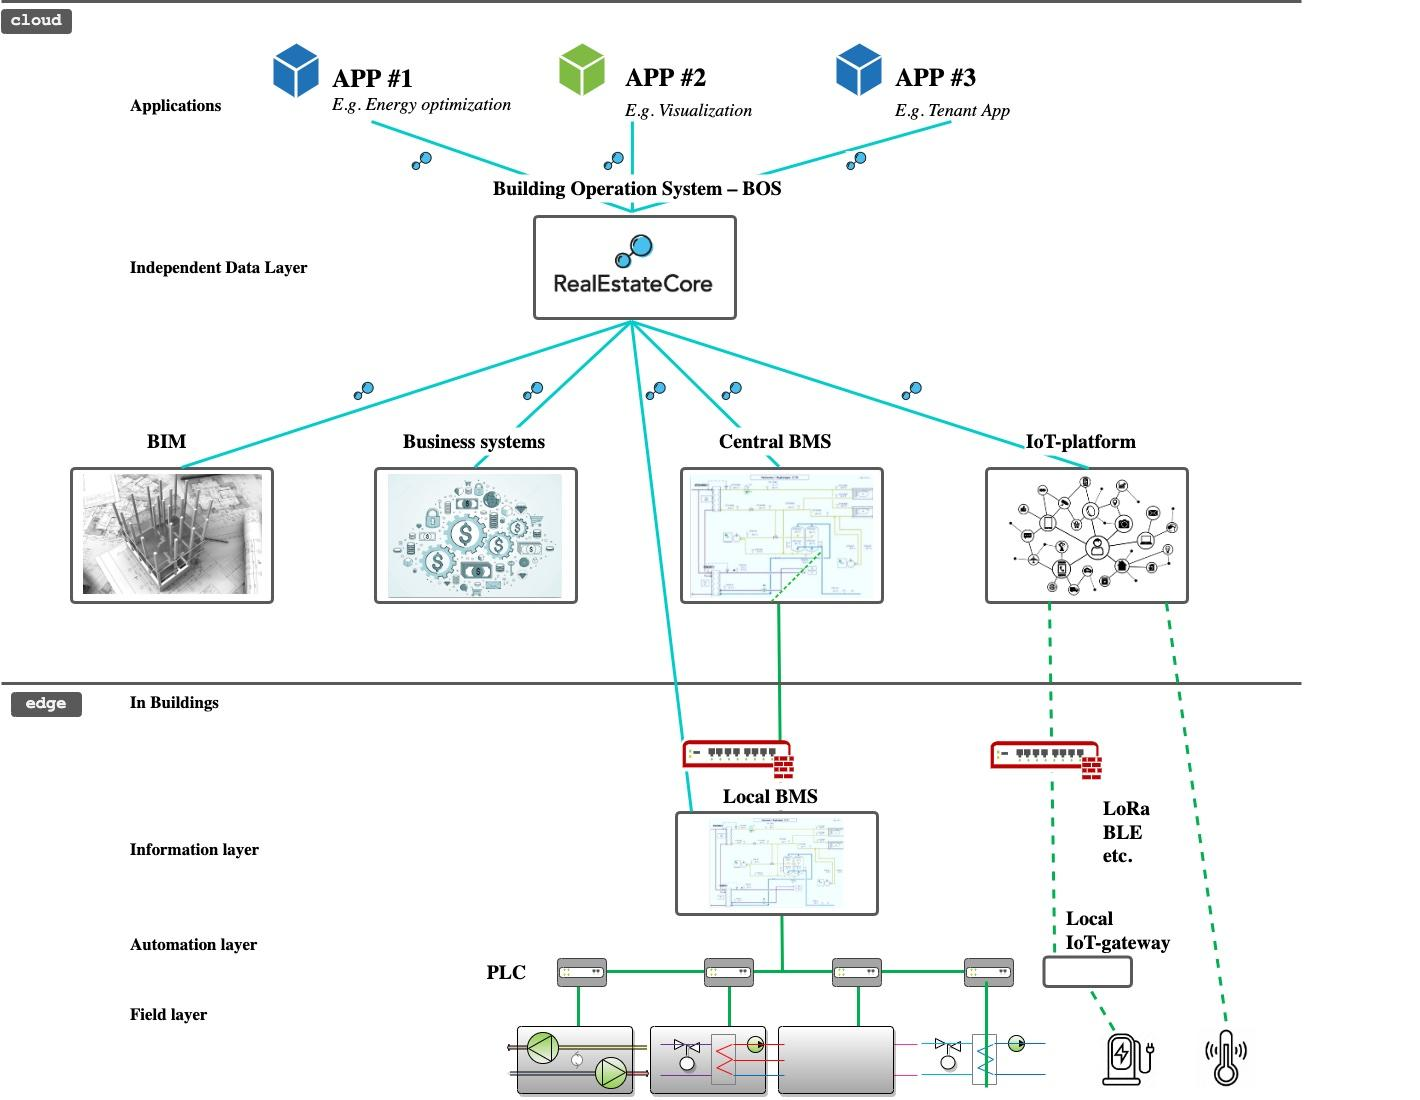 cloud
APP #1
APP #2
APP #3
Applications
E.g. Energy optimization
E.g. Visualization
E.g. Tenant App
Building Operation System – BOS
Independent Data Layer
RealEstateCore
BIM
Business systems
Central BMS
IoT-platform
edge
In Buildings
Local BMS
LoRa
BLE
etc.
Information layer
Local
IoT-gateway
Automation layer
PLC
Field layer